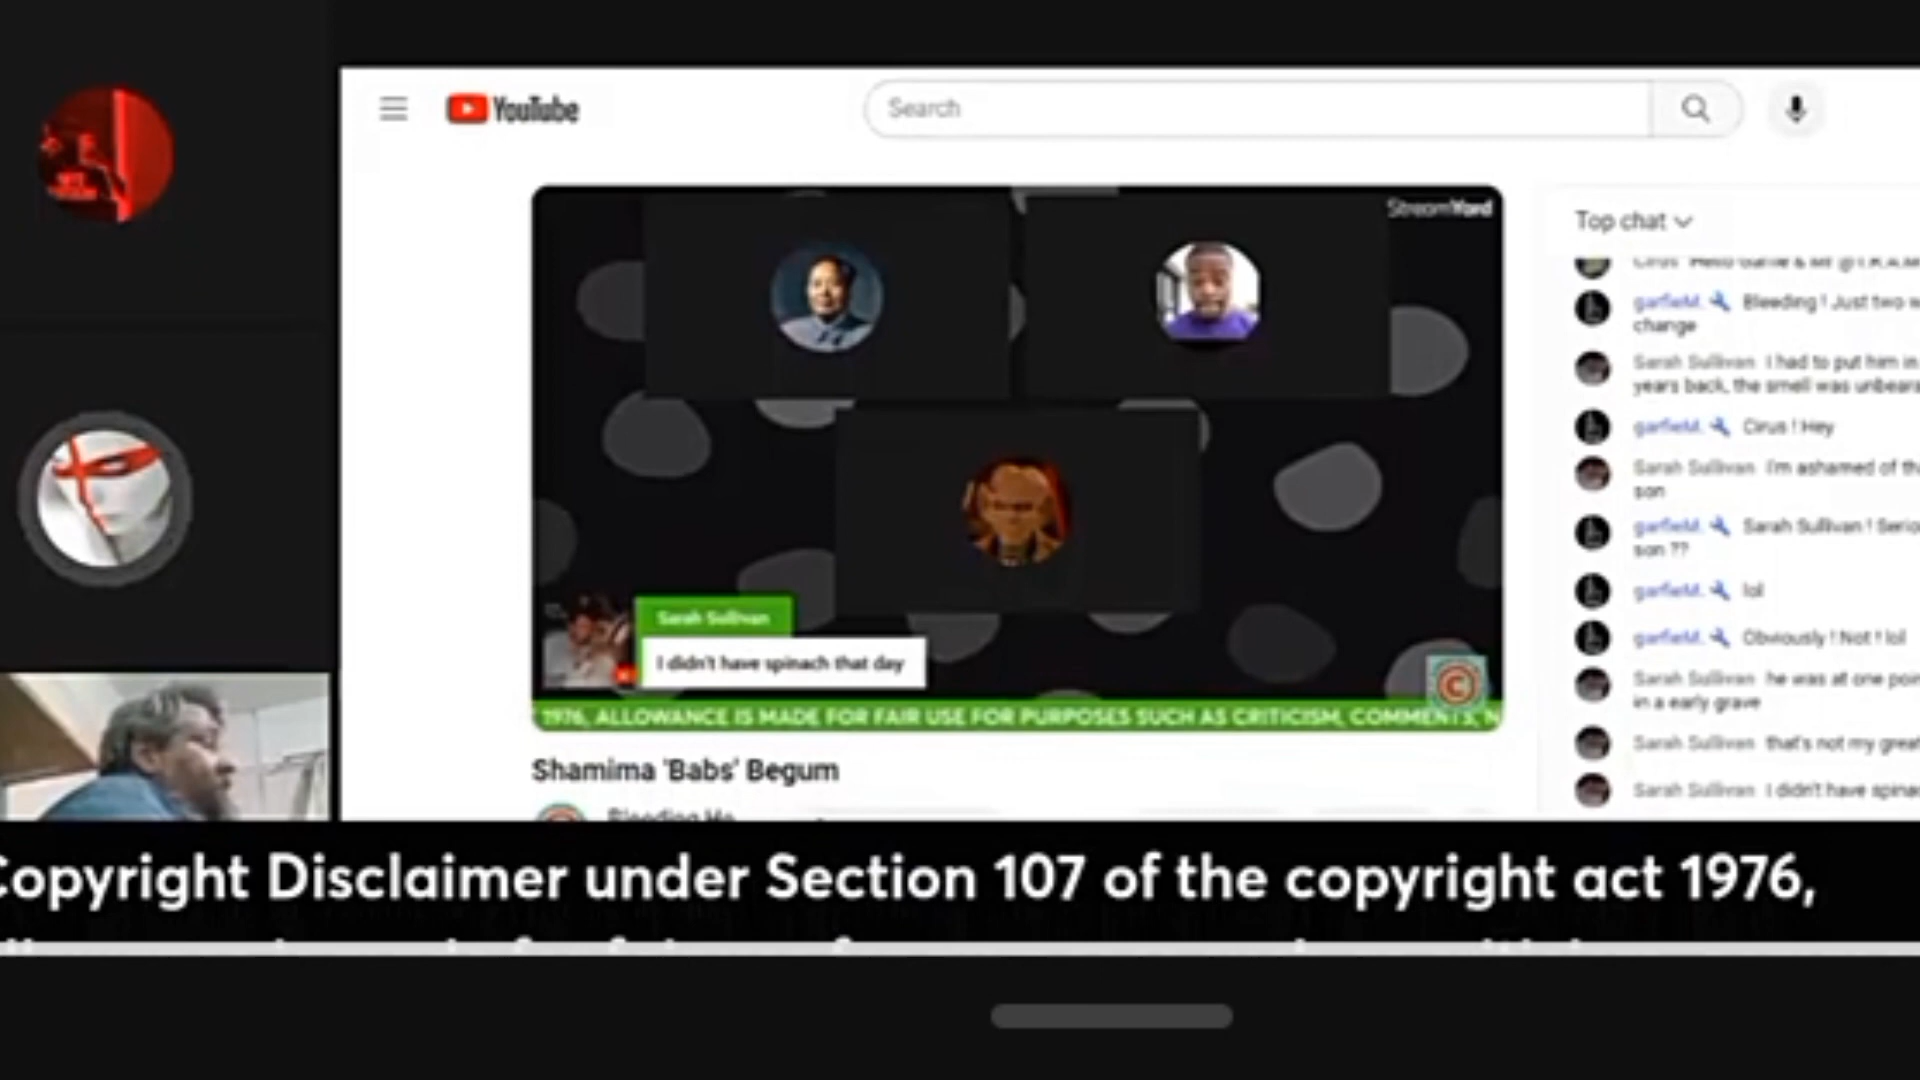 YouTube
Search
StreamYard
Top chat
Cirus Hello
garfieM. Bleeding ! Just two
change
Sarah Sullivan I had to put him in
years back, the smell was
garfieM. Cirus ! Hey
Sarah Sullivan I'm ashamed of
son
garfieM. Sarah Sullivan !
son ??
garfieM. lol
garfieM. Obviously ! Not ! lol
Sarah Sullivan he was at one
in a early grave
Sarah Sullivan that's not my
Sarah Sullivan I didn't have
Sarah Sullivan
I didn't have spinach that day
1976, ALLOWANCE IS MADE FOR FAIR USE FOR PURPOSES SUCH AS CRITICISM, COMMENTS, N
Shamima 'Babs' Begum
Copyright Disclaimer under Section 107 of the copyright act 1976,